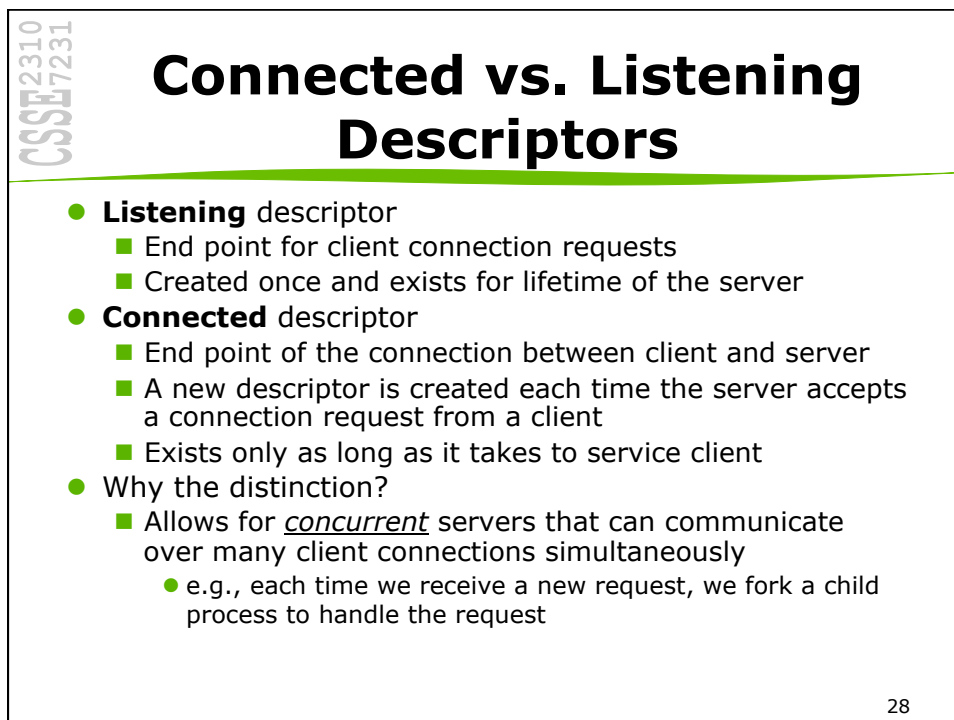 CSSE2310
CSSE7231
Connected vs. Listening
Descriptors
Listening descriptor
End point for client connection requests
Created once and exists for lifetime of the server
Connected descriptor
End point of the connection between client and server
A new descriptor is created each time the server accepts
a connection request from a client
Exists only as long as it takes to service client
Why the distinction?
Allows for concurrent servers that can communicate
over many client connections simultaneously
e.g., each time we receive a new request, we fork a child
process to handle the request
28